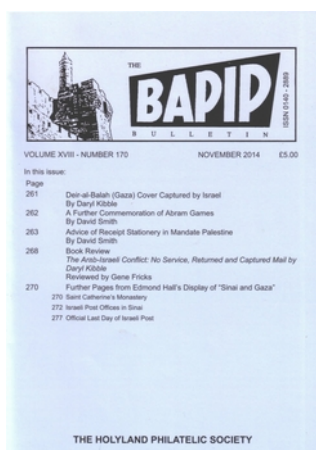 THE
BAPIP
BULLETIN
ISSN 0140 - 2889
VOLUME XVIII - NUMBER 170 NOVEMBER 2014 £5.00
In this issue:
Page
261 Deir-al-Balah (Gaza) Cover Captured by Israel
By Daryl Kibble
262 A Further Commemoration of Abram Games
By David Smith
263 Advice of Receipt Stationery in Mandate Palestine
By David Smith
268 Book Review
The Arab-Israeli Conflict: No Service, Returned and Captured Mail by
Daryl Kibble
Reviewed by Gene Fricks
270 Further Pages from Edmond Hall's Display of "Sinai and Gaza"
270 Saint Catherine's Monastery
272 Israeli Post Offices in Sinai
277 Official Last Day of Israeli Post
THE HOLYLAND PHILATELIC SOCIETY